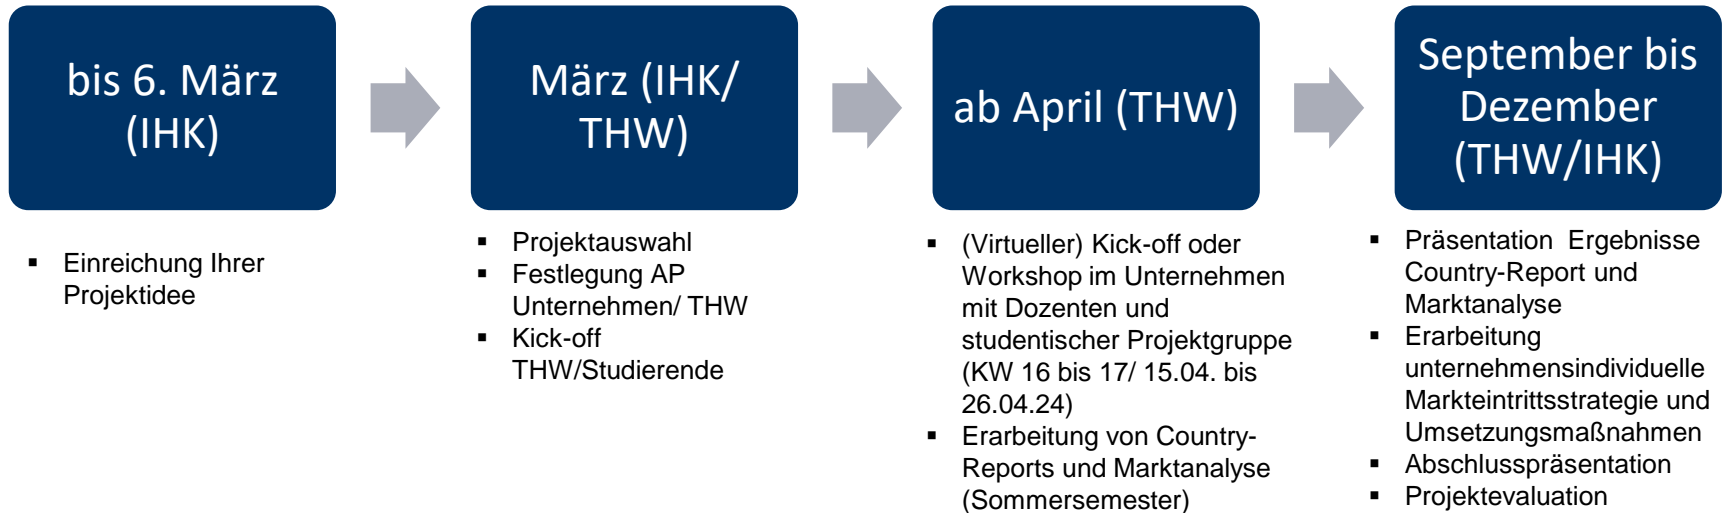 bis 6. März
(IHK)
▪ Einreichung Ihrer
Projektidee
März (IHK/
THW)
▪ Projektauswahl
▪ Festlegung AP
Unternehmen/ THW
▪ Kick-off
THW/Studierende
ab April (THW)
▪ (Virtueller) Kick-off oder
Workshop im Unternehmen
mit Dozenten und
studentischer Projektgruppe
(KW 16 bis 17/ 15.04. bis
26.04.24)
▪ Erarbeitung von Country-
Reports und Marktanalyse
(Sommersemester)
September bis
Dezember
(THW/IHK)
▪ Präsentation Ergebnisse
Country-Report und
Marktanalyse
▪ Erarbeitung
unternehmensindividuelle
Markteintrittsstrategie und
Umsetzungsmaßnahmen
▪ Abschlusspräsentation
▪ Projektevaluation